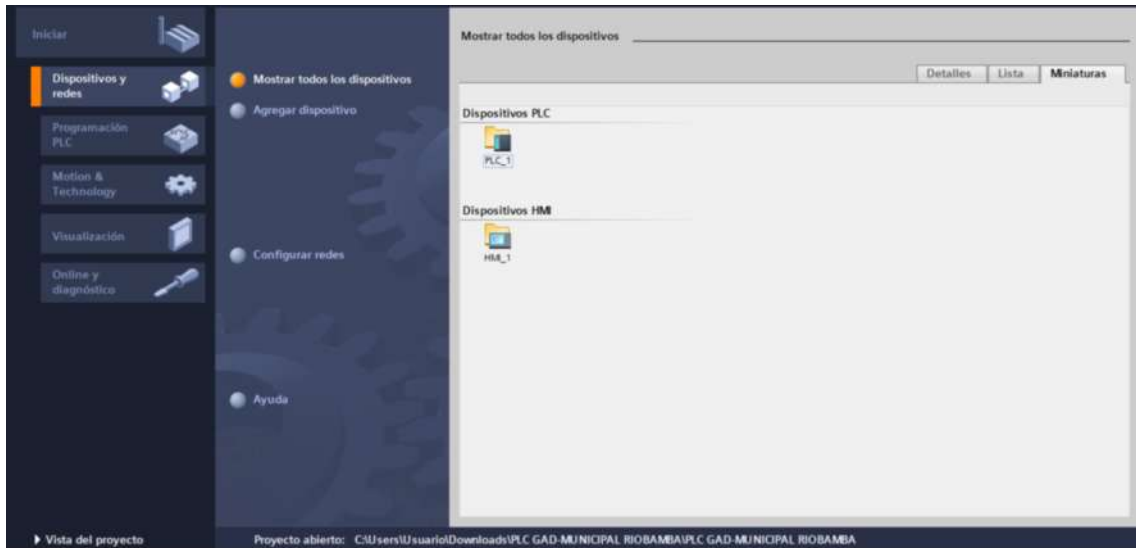 Iniciar
Dispositivos y
redes
Programación
PLC
Motion &
Technology
Visualización
Online y
diagnóstico
Vista del proyecto
Mostrar todos los dispositivos
Agregar dispositivo
Configurar redes
Ayuda
Mostrar todos los dispositivos
Detalles Lista Miniaturas
Dispositivos PLC
PLC_1
Dispositivos HMI
HMI_1
Proyecto abierto: C:\Users\Usuario\Downloads\PLC GAD-MUNICIPAL RIOBAMBA\PLC GAD-MUNICIPAL RIOBAMBA